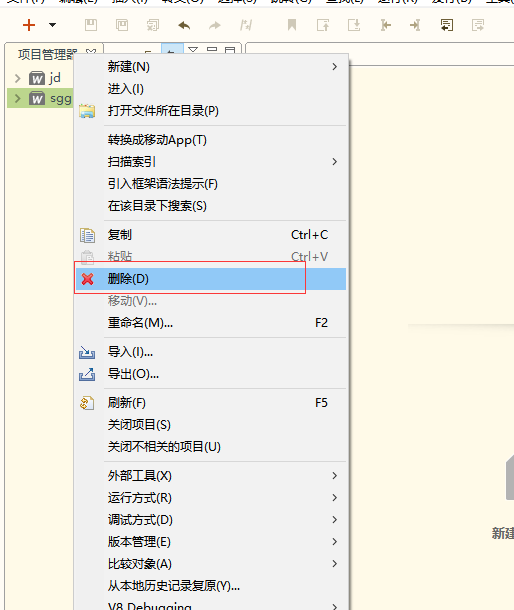 项目管理器
jd
sgg
新建(N)
进入(I)
打开文件所在目录(P)
转换成移动App(T)
扫描索引
引入框架语法提示(F)
在该目录下搜索(S)
复制 Ctrl+C
粘贴 Ctrl+V
删除(D)
移动(V)...
重命名(M)... F2
导入(I)...
导出(O)...
刷新(F) F5
关闭项目(S)
关闭不相关的项目(U)
外部工具(X)
运行方式(R)
调试方式(D)
版本管理(E)
比较对象(A)
从本地历史记录复原(Y)...
V8 Debugging
新建